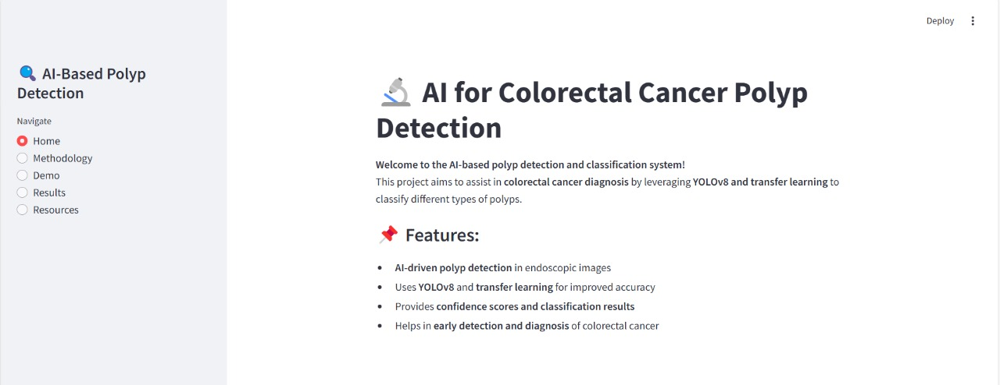 Deploy
AI-Based Polyp
Detection
Navigate
Home
Methodology
Demo
Results
Resources
AI for Colorectal Cancer Polyp
Detection
Welcome to the AI-based polyp detection and classification system!
This project aims to assist in colorectal cancer diagnosis by leveraging YOLOv8 and transfer learning to
classify different types of polyps.
Features:
AI-driven polyp detection in endoscopic images
Uses YOLOv8 and transfer learning for improved accuracy
Provides confidence scores and classification results
Helps in early detection and diagnosis of colorectal cancer